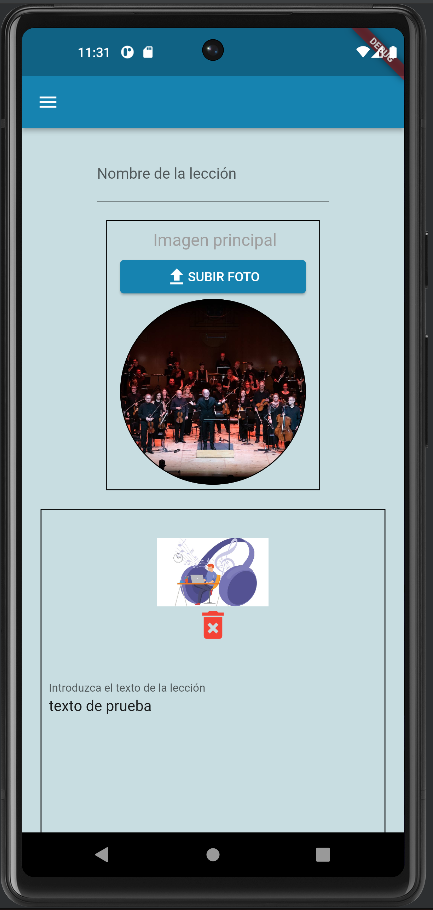 11:31
DEBUG
Nombre de la lección
Imagen principal
SUBIR FOTO
Introduzca el texto de la lección
texto de prueba